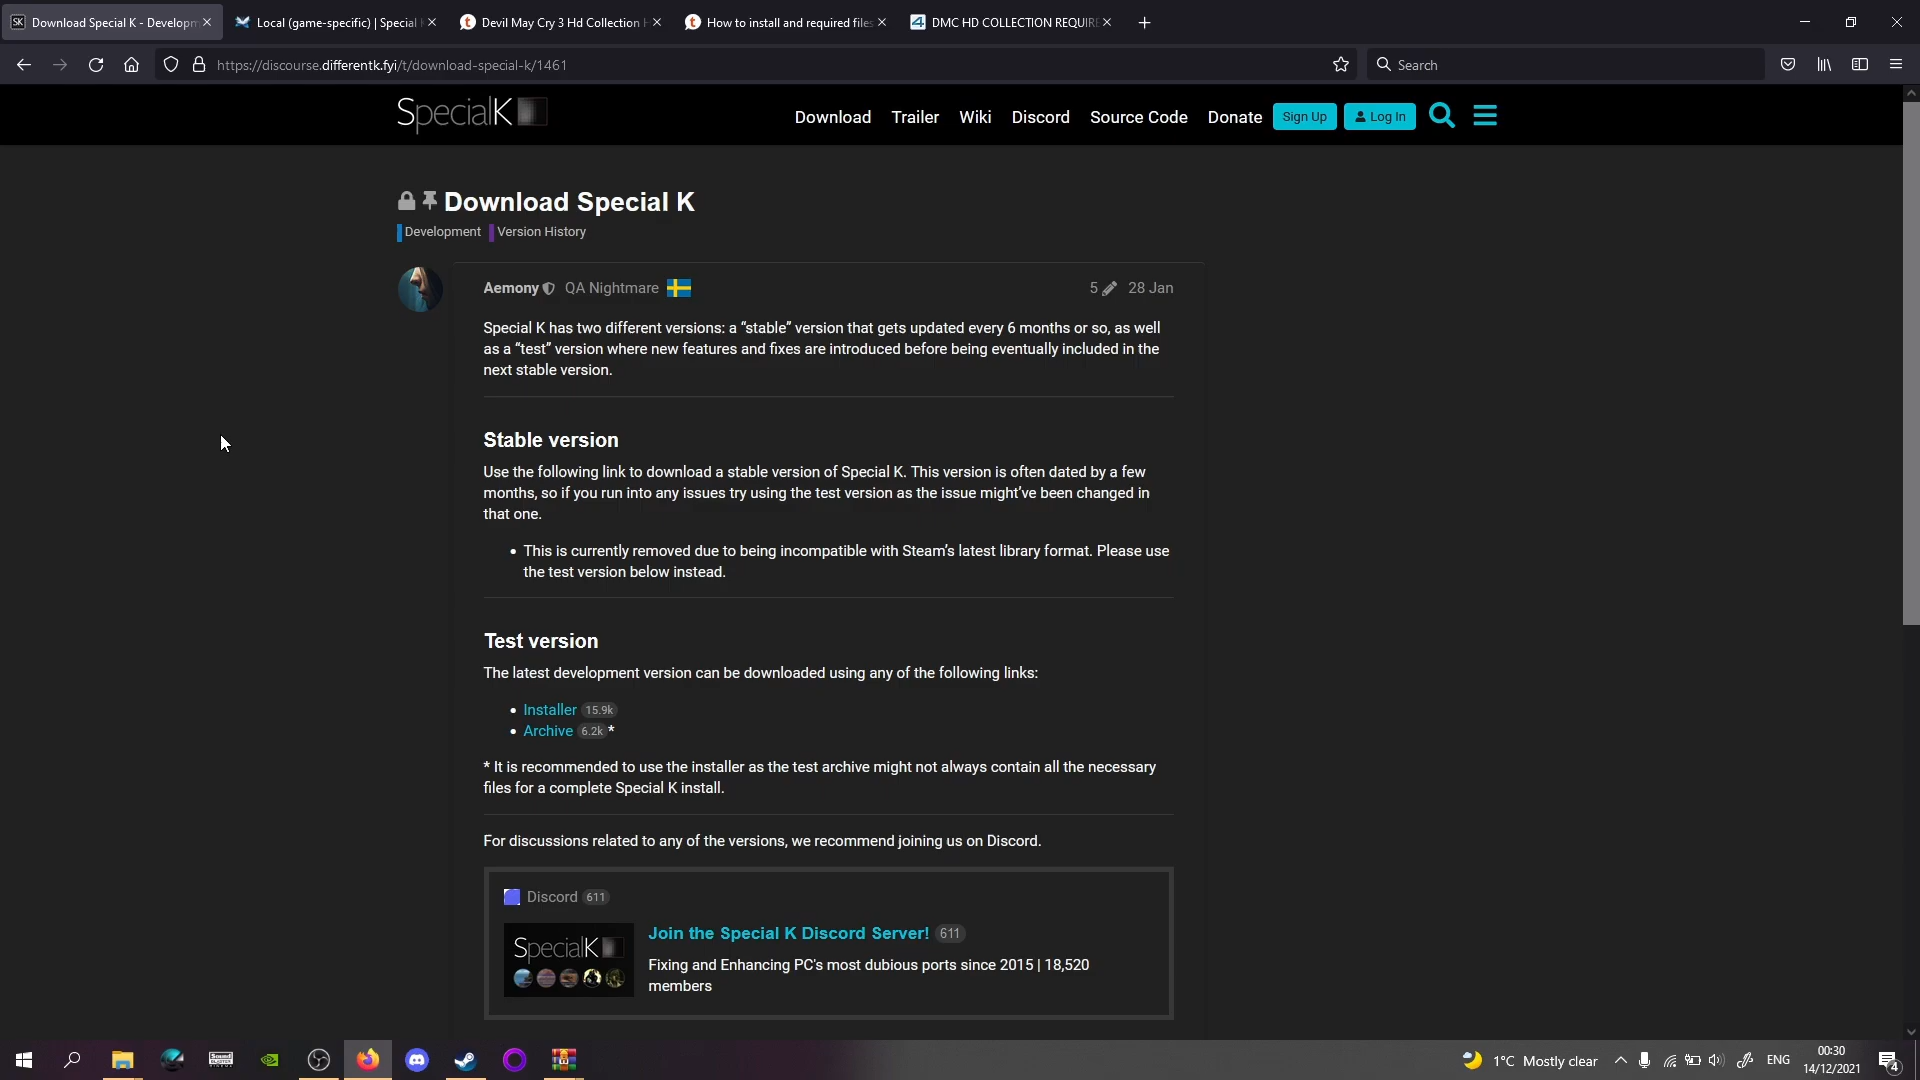 Download Special K - Developm
Local (game-specific) | Special
Devil May Cry 3 Hd Collection
How to install and required files
DMC HD COLLECTION REQUIRE
https://discourse.differentk.fyi/t/download-special-k/1461
Search
SpecialK
Download Trailer Wiki Discord Source Code Donate Sign Up Log In
Download Special K
Development Version History
Aemony QA Nightmare 5 28 Jan
Special K has two different versions: a “stable” version that gets updated every 6 months or so, as well
as a “test” version where new features and fixes are introduced before being eventually included in the
next stable version.
Stable version
Use the following link to download a stable version of Special K. This version is often dated by a few
months, so if you run into any issues try using the test version as the issue might’ve been changed in
that one.
• This is currently removed due to being incompatible with Steam’s latest library format. Please use
the test version below instead.
Test version
The latest development version can be downloaded using any of the following links:
• Installer 15.9k
• Archive 6.2k *
* It is recommended to use the installer as the test archive might not always contain all the necessary
files for a complete Special K install.
For discussions related to any of the versions, we recommend joining us on Discord.
Discord 611
SpecialK
Join the Special K Discord Server! 611
Fixing and Enhancing PC's most dubious ports since 2015 | 18,520
members
1°C Mostly clear
ENG
00:30
14/12/2021
4